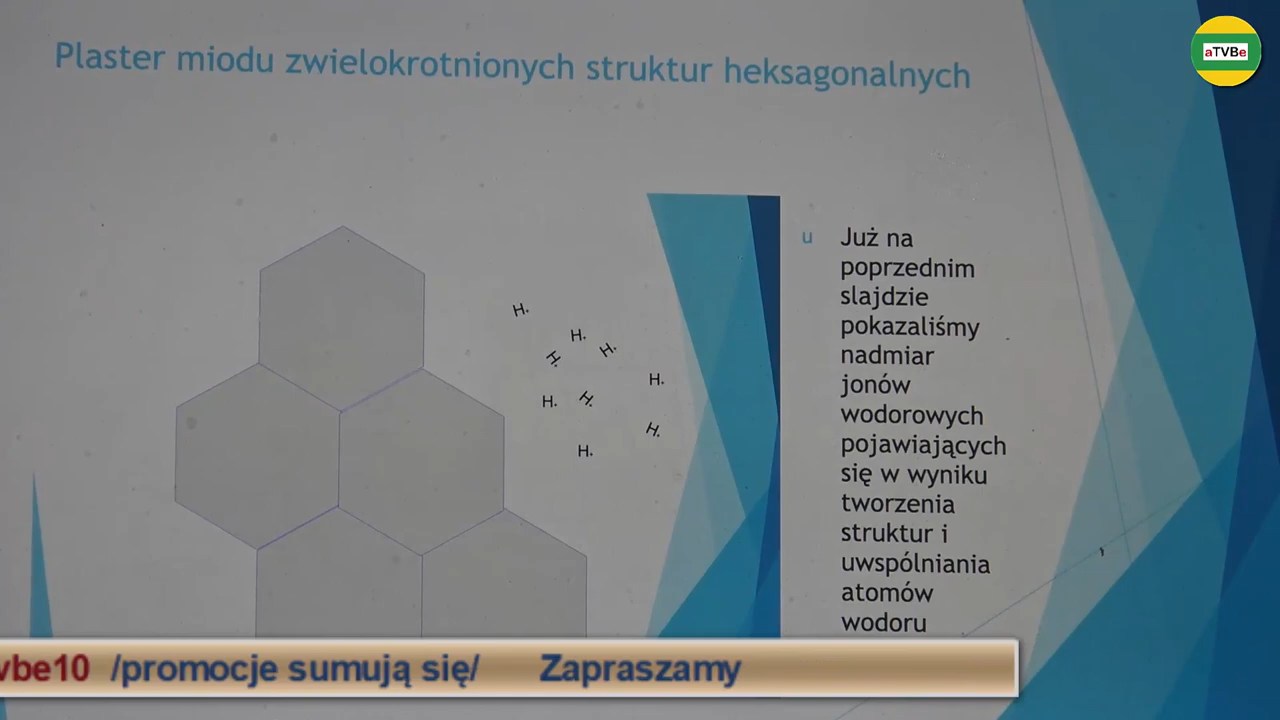 Plaster miodu zwielokrotnionych struktur heksagonalnych
aTVBe
u Już na
poprzednim
slajdzie
pokazaliśmy
nadmiar
jonów
wodorowych
pojawiających
się w wyniku
tworzenia
struktur i
uwspólniania
atomów
wodoru
H.
H.
H.
H.
H.
H.
H.
H.
H.
vbe10 /promocje sumują się/ Zapraszamy